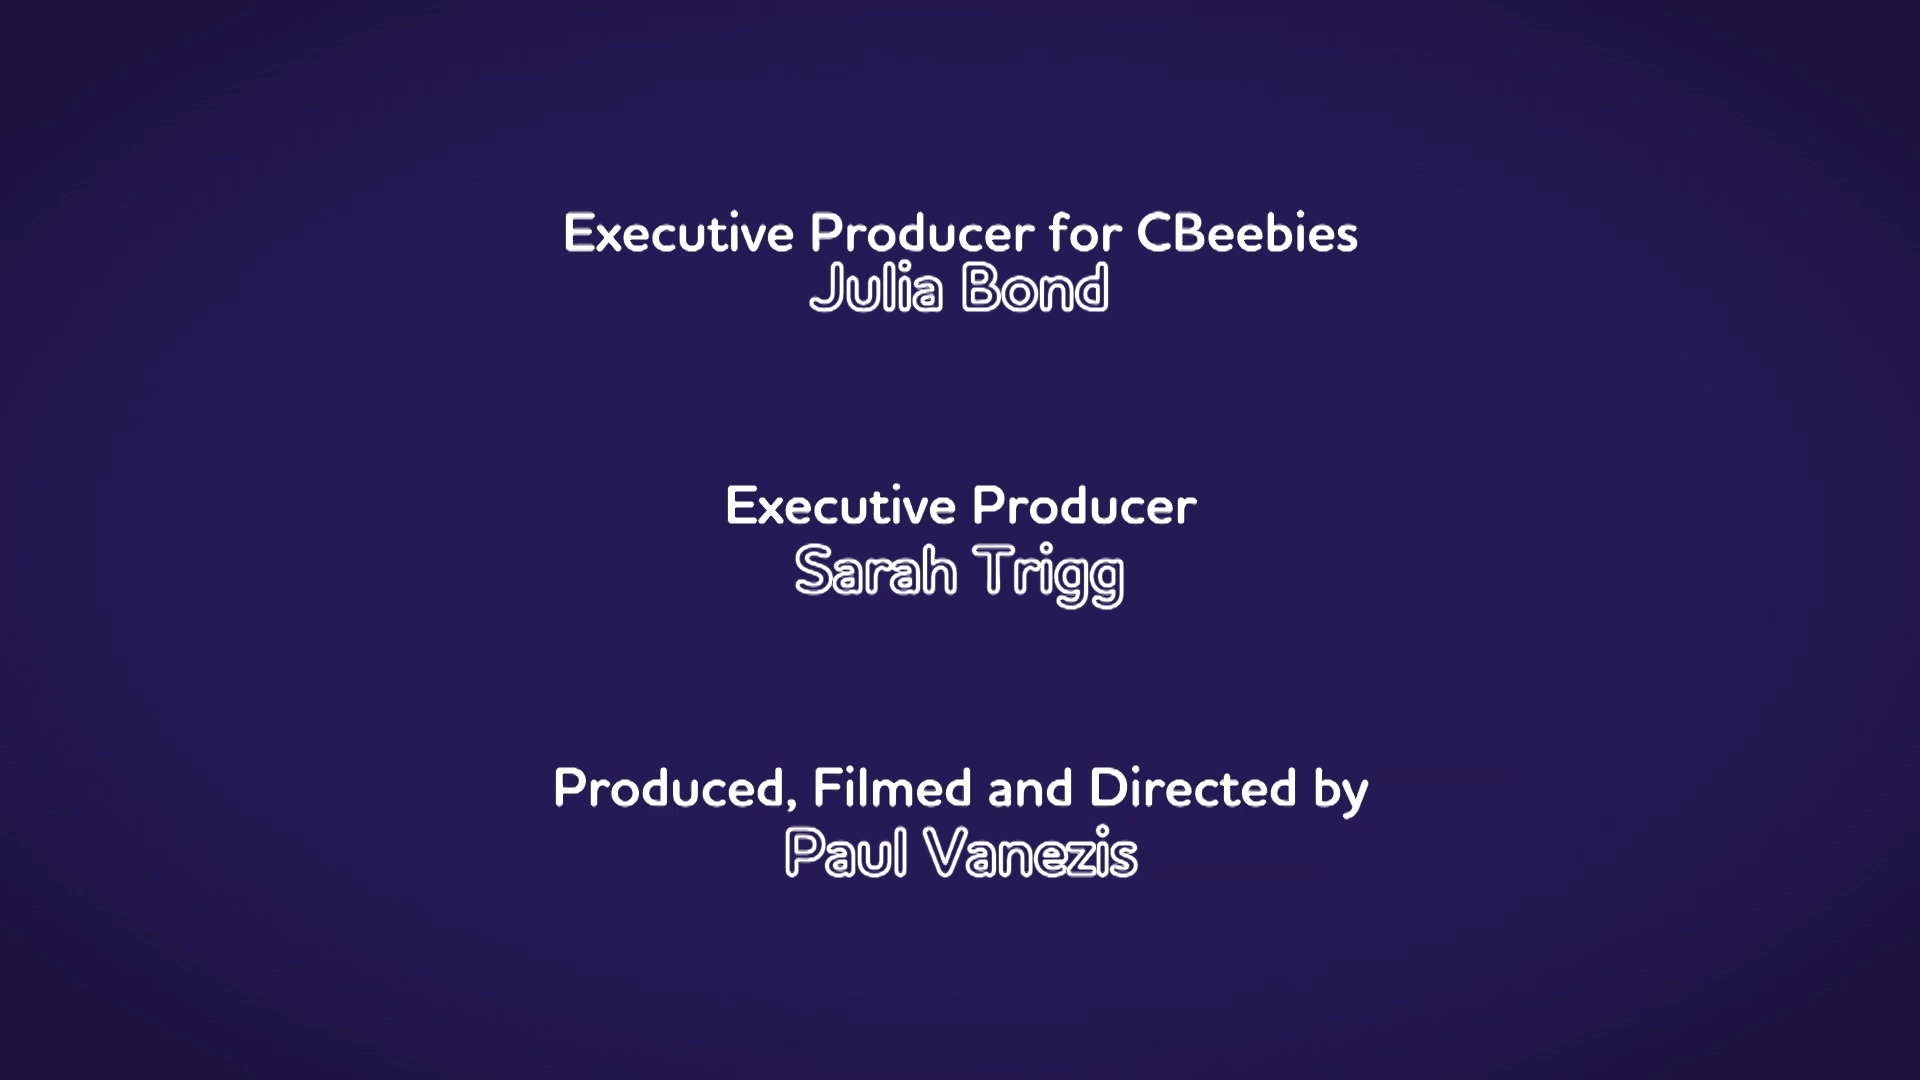 Executive Producer for CBeebies
Julia Bond
Executive Producer
Sarah Trigg
Produced, Filmed and Directed by
Paul Vanezis